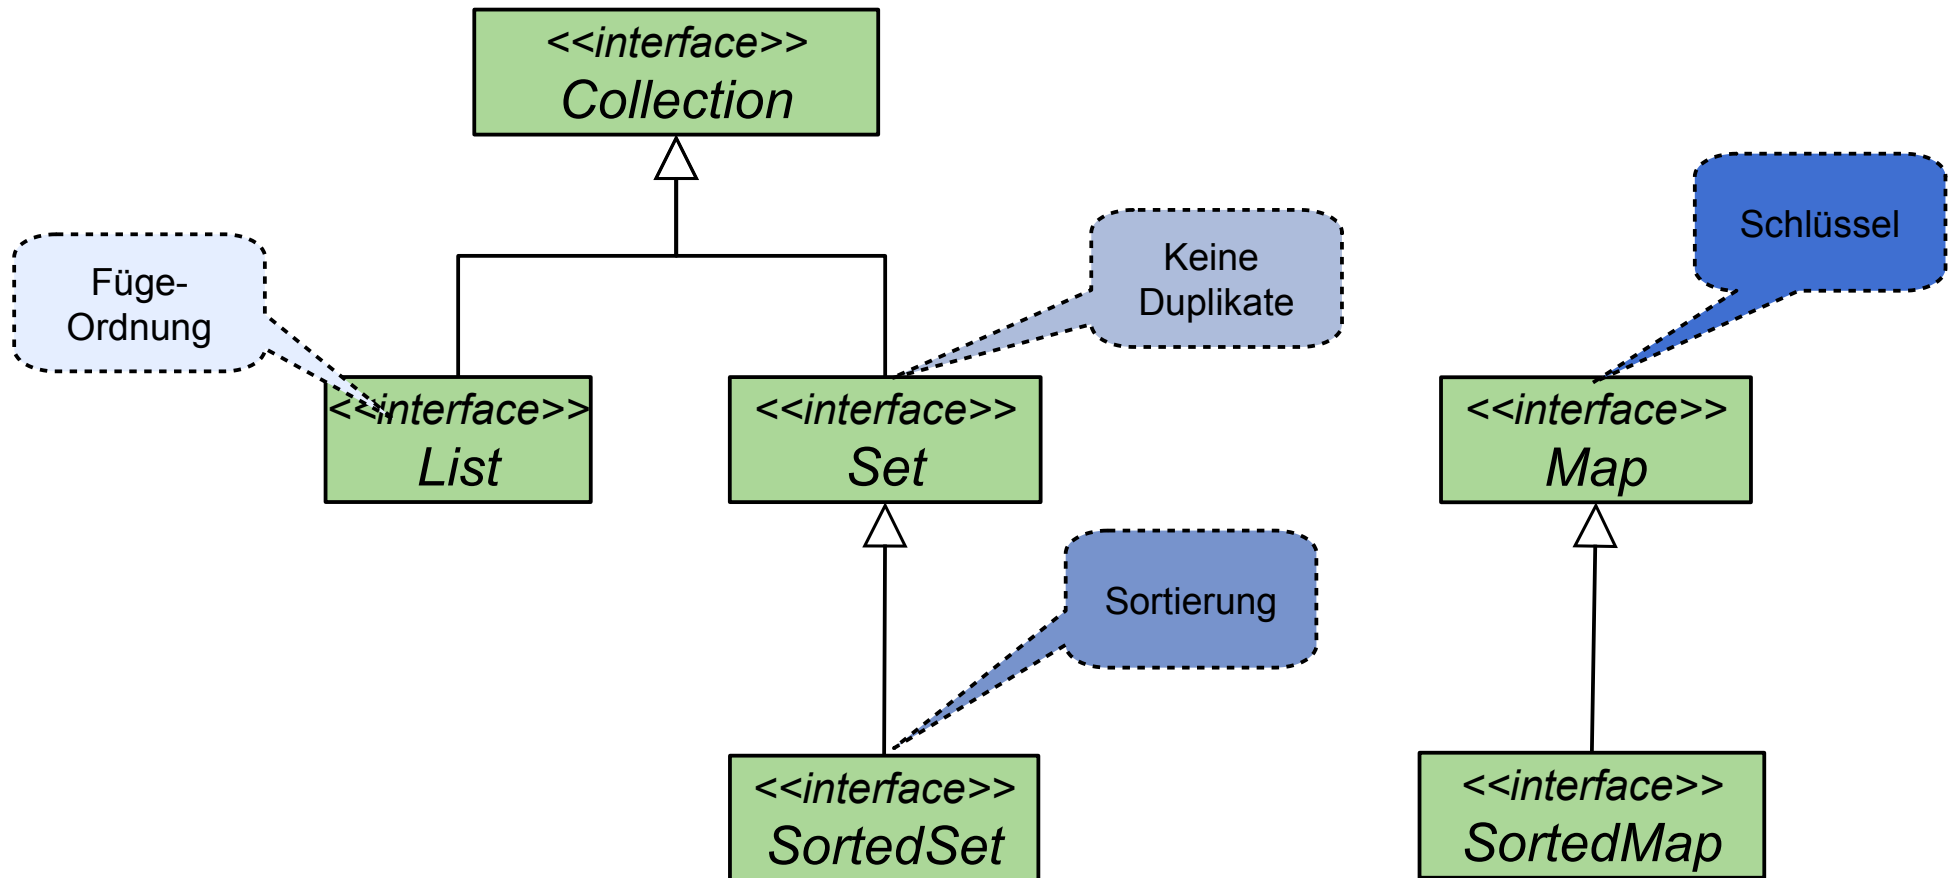 <<interface>>
Collection
Schlüssel
Keine
Duplikate
Füge-
Ordnung
<<interface>>
List
<<interface>>
Set
<<interface>>
Map
Sortierung
<<interface>>
SortedSet
<<interface>>
SortedMap